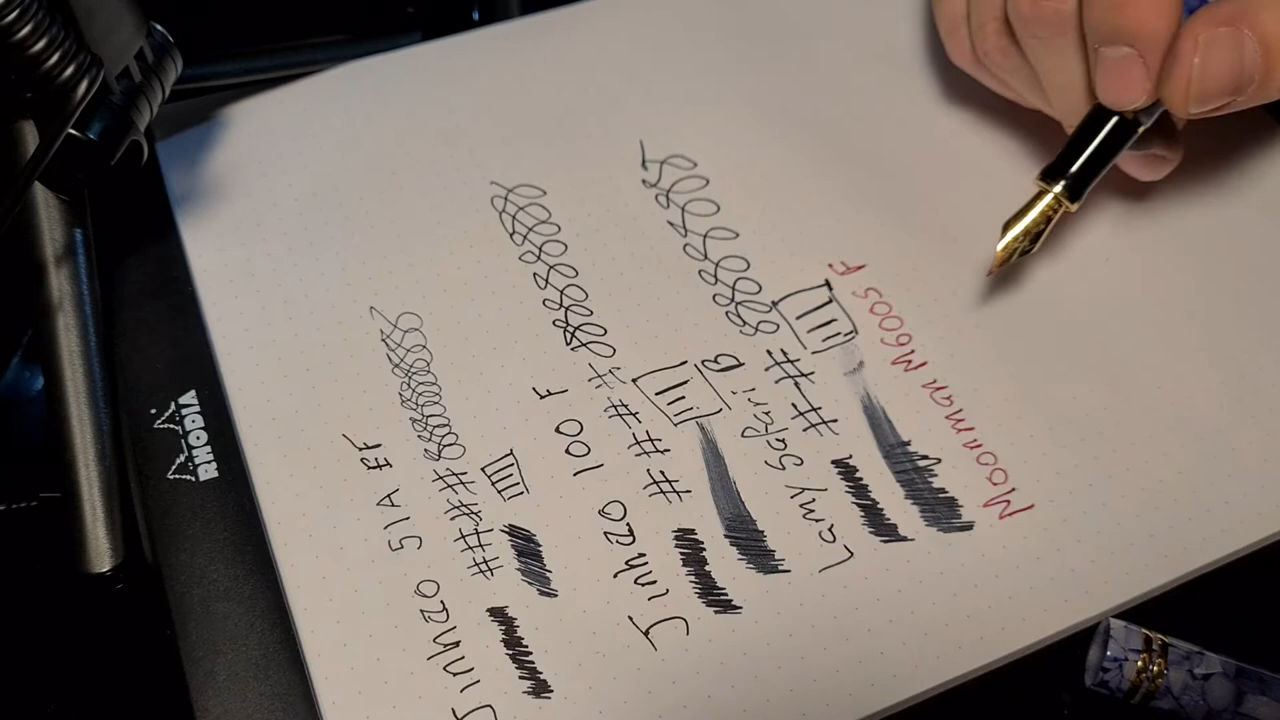 RHODIA
Jinhao 51A EF
####
Jinhao 100 F
####
Lamy Safari B
##
Moonman M600S F